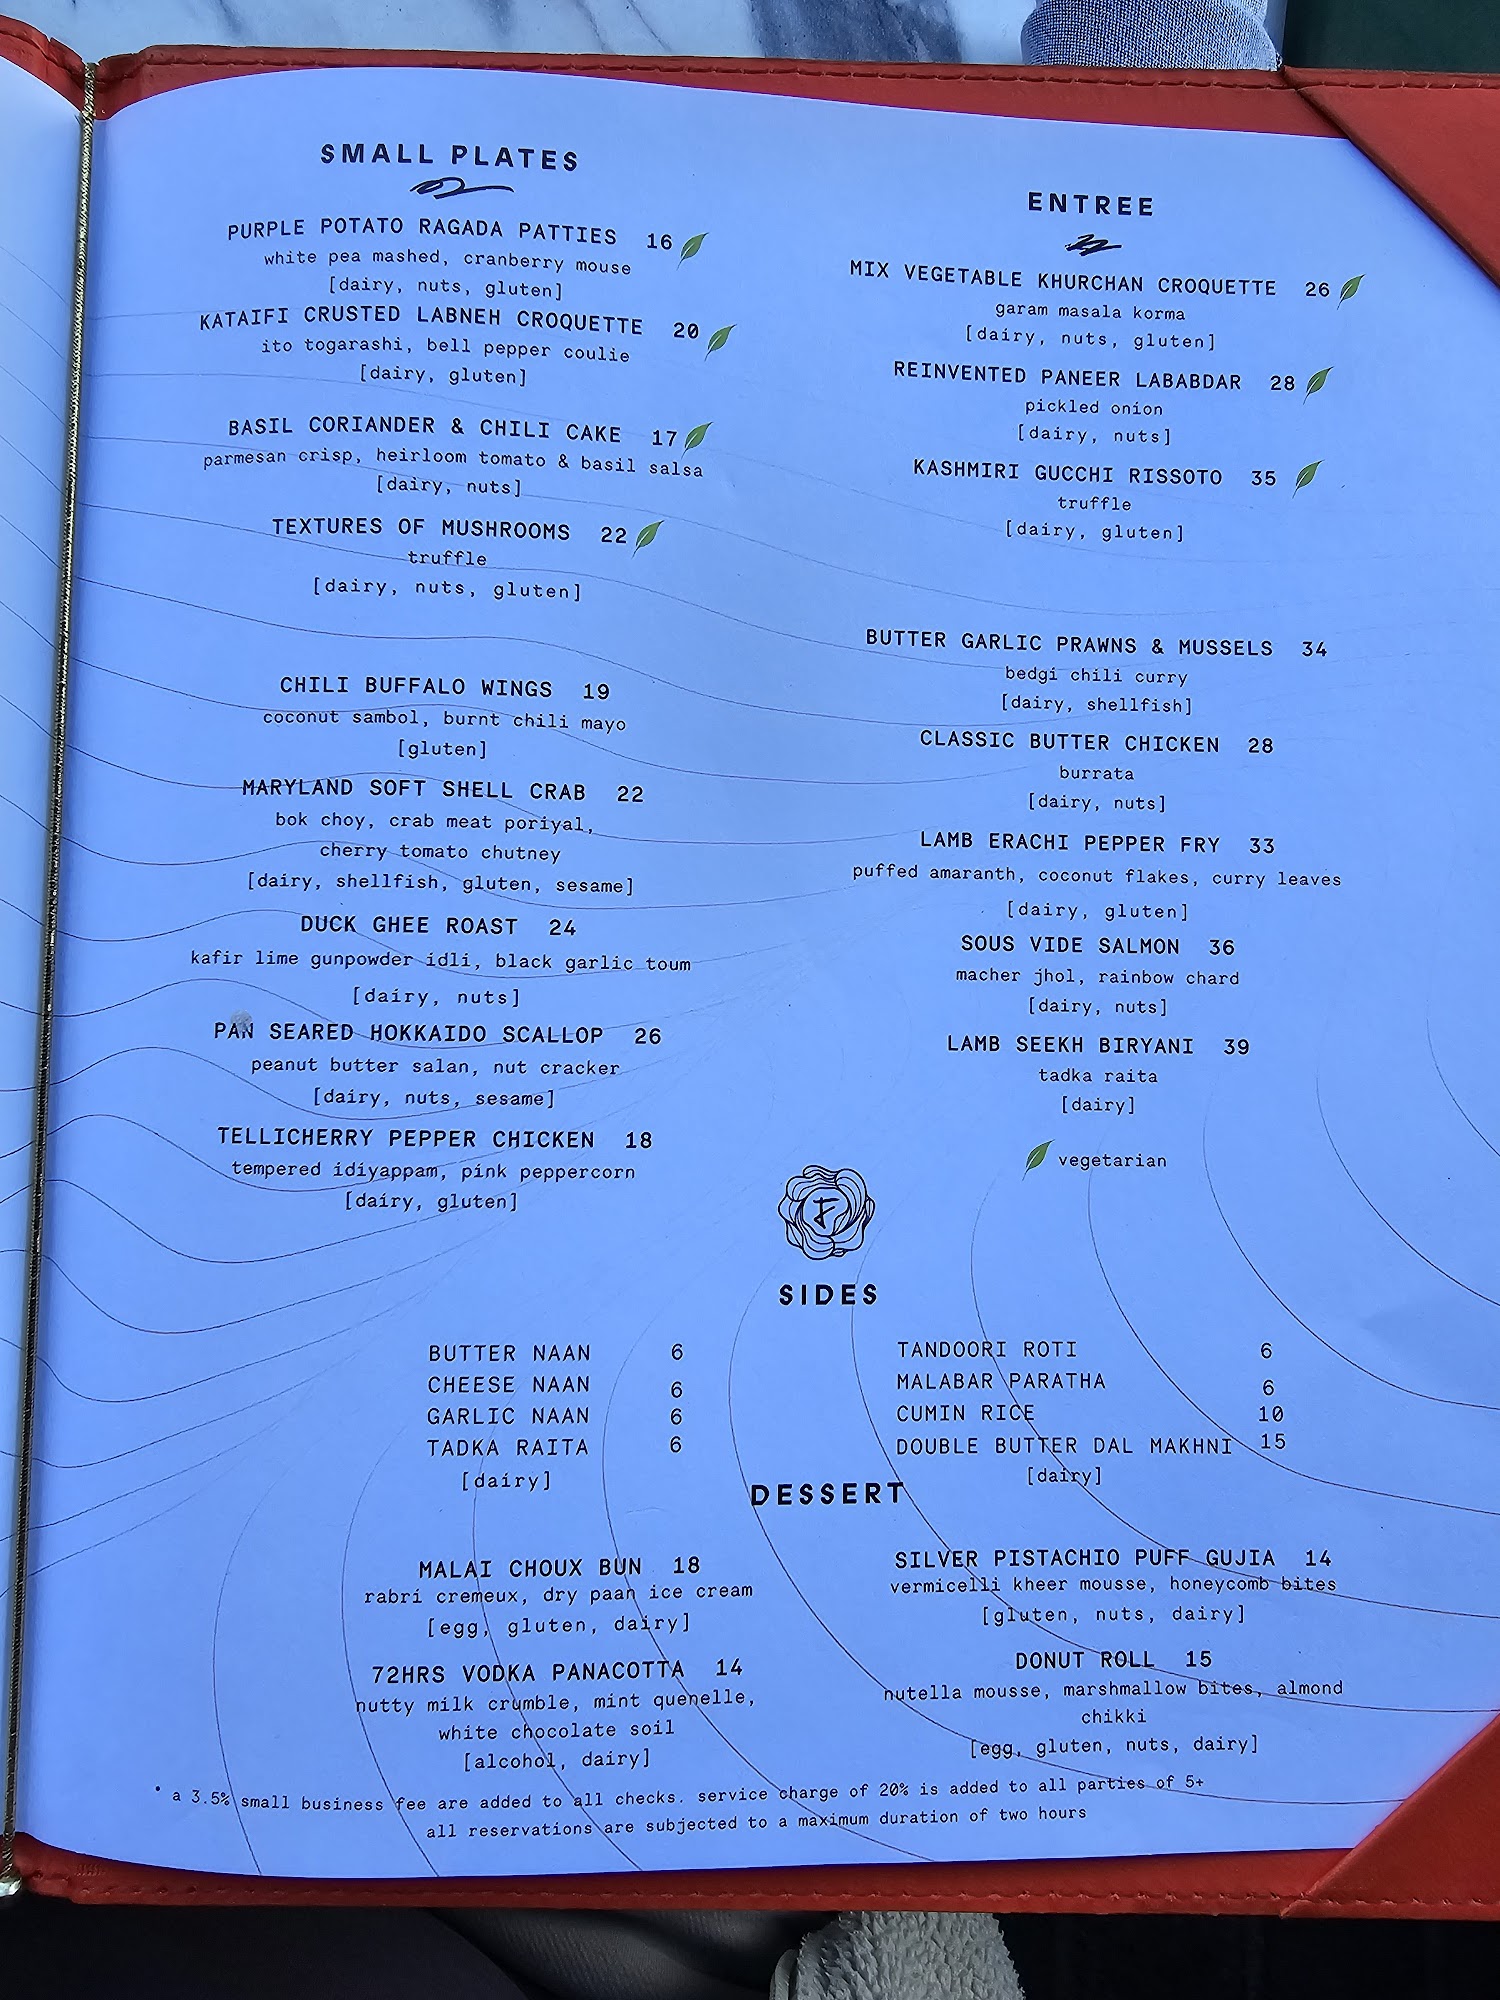 SMALL PLATES
PURPLE POTATO RAGADA PATTIES 16
white pea mashed, cranberry mouse
[dairy, nuts, gluten]
KATAIFI CRUSTED LABNEH CROQUETTE 20
ito togarashi, bell pepper coulie
[dairy, gluten]
BASIL CORIANDER & CHILI CAKE 17
parmesan crisp, heirloom tomato & basil salsa
[dairy, nuts]
TEXTURES OF MUSHROOMS 22
truffle
[dairy, nuts, gluten]
CHILI BUFFALO WINGS 19
coconut sambol, burnt chili mayo
[gluten]
MARYLAND SOFT SHELL CRAB 22
bok choy, crab meat poriyal,
cherry tomato chutney
[dairy, shellfish, gluten, sesame]
DUCK GHEE ROAST 24
kafir lime gunpowder idli, black garlic toum
[dairy, nuts]
PAN SEARED HOKKAIDO SCALLOP 26
peanut butter salan, nut cracker
[dairy, nuts, sesame]
TELLICHERRY PEPPER CHICKEN 18
tempered idiyappam, pink peppercorn
[dairy, gluten]
ENTREE
MIX VEGETABLE KHURCHAN CROQUETTE 26
garam masala korma
[dairy, nuts, gluten]
REINVENTED PANEER LABABDAR 28
pickled onion
[dairy, nuts]
KASHMIRI GUCCHI RISSOTO 35
truffle
[dairy, gluten]
BUTTER GARLIC PRAWNS & MUSSELS 34
bedgi chili curry
[dairy, shellfish]
CLASSIC BUTTER CHICKEN 28
burrata
[dairy, nuts]
LAMB ERACHI PEPPER FRY 33
puffed amaranth, coconut flakes, curry leaves
[dairy, gluten]
SOUS VIDE SALMON 36
macher jhol, rainbow chard
[dairy, nuts]
LAMB SEEKH BIRYANI 39
tadka raita
[dairy]
vegetarian
F
SIDES
BUTTER NAAN 6
CHEESE NAAN 6
GARLIC NAAN 6
TADKA RAITA 6
[dairy]
TANDOORI ROTI 6
MALABAR PARATHA 6
CUMIN RICE 10
DOUBLE BUTTER DAL MAKHNI 15
[dairy]
DESSERT
MALAI CHOUX BUN 18
rabri cremeux, dry paan ice cream
[egg, gluten, dairy]
72HRS VODKA PANACOTTA 14
nutty milk crumble, mint quenelle,
white chocolate soil
[alcohol, dairy]
SILVER PISTACHIO PUFF GUJIA 14
vermicelli kheer mousse, honeycomb bites
[gluten, nuts, dairy]
DONUT ROLL 15
nutella mousse, marshmallow bites, almond
chikki
[egg, gluten, nuts, dairy]
* a 3.5% small business fee are added to all checks. service charge of 20% is added to all parties of 5+
all reservations are subjected to a maximum duration of two hours